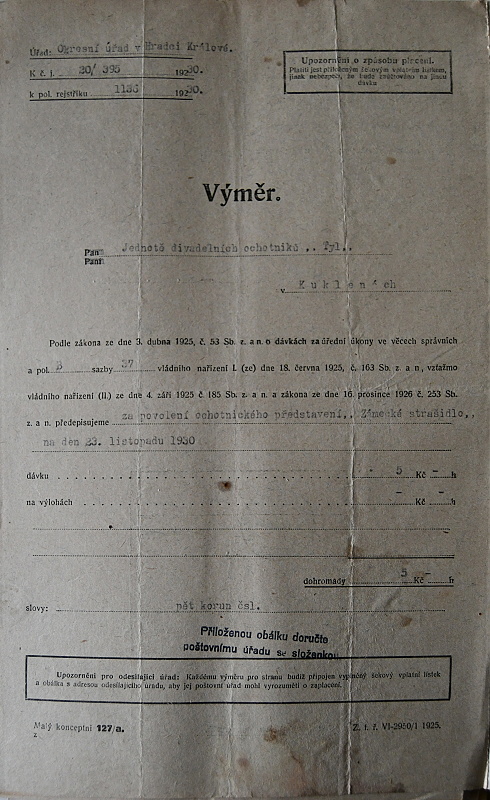 Úřad: Okresní úřad v Hradci Králové.
K č. j. 20/ 395 1930.
k pol. rejstříku 1136 1930.
Upozornění o způsobu placení.
Platiti jest přiloženým šekovým vplatním lístkem,
jinak nebezpečí, že bude zaúčtováno na jinou
dávku
Výměr.
Pan Jednotě divadelních ochotníků ,, Tyl,,
Paní
v Kuklenách
Podle zákona ze dne 3. dubna 1925, č. 53 Sb. z. a n. o dávkách za úřední úkony ve věcech správních
a pol. B sazby 37 vládního nařízení I. (ze) dne 18. června 1925, č. 163 Sb. z. a n., vztažmo
vládního nařízení (II.) ze dne 4. září 1925 č 185 Sb. z. a n. a zákona ze dne 16. prosince 1926 č. 253 Sb.
z. a n. předepisujeme za povolení ochotnického představení,, Zámecké strašidlo,,
na den 23. listopadu 1930
dávku 5 Kč — h
na výlohách — Kč — h
dohromady 5 Kč — h
slovy: pět korun čsl.
Přiloženou obálku doručte
poštovnímu úřadu se složenkou
Upozornění pro odesílající úřad: Každému výměru pro stranu budiž připojen vyplněný šekový vplatní lístek
a obálka s adresou odesílajícího úřadu, aby jej poštovní úřad mohl vyrozuměti o zaplacení.
Malý konceptní 127/a.
2
Z. t. ř. VI-2950/1 1925.